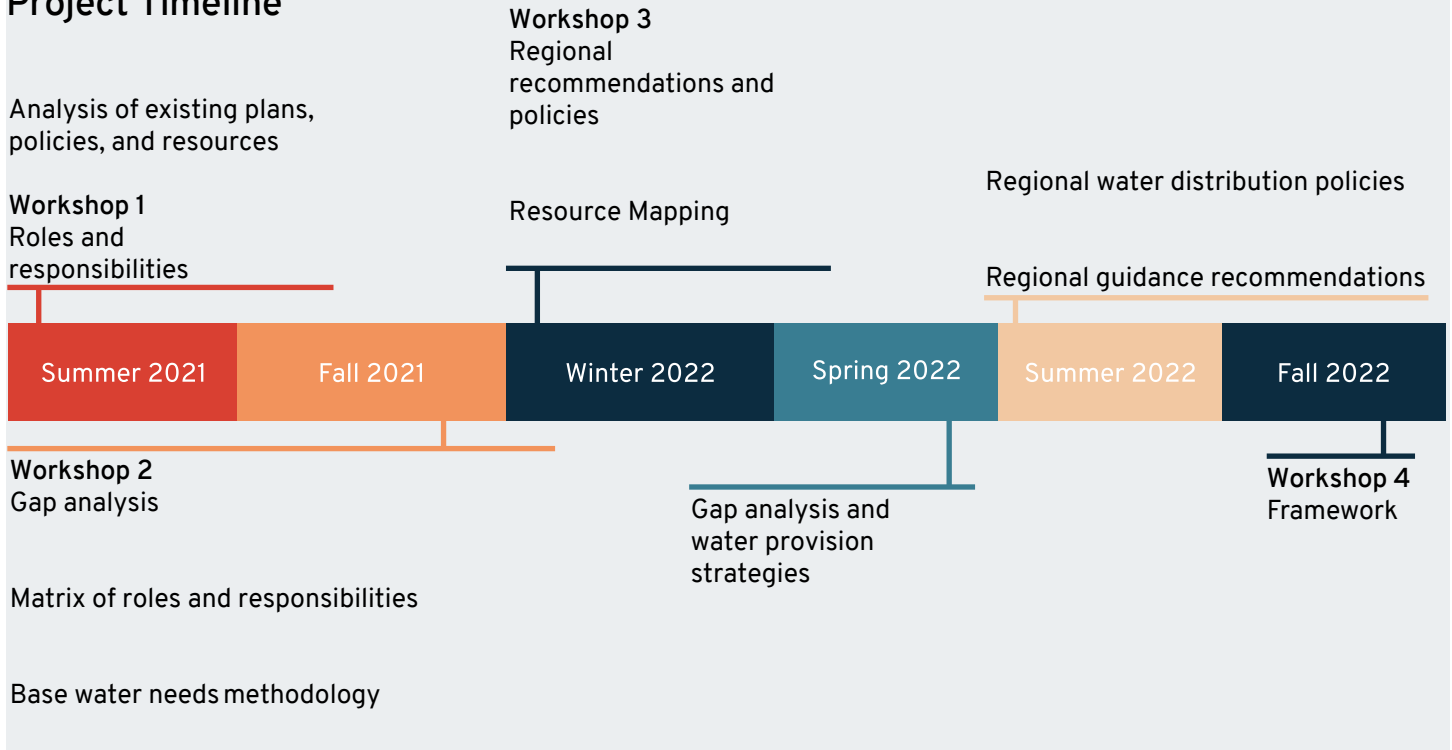 Project Timeline
Workshop 3
Regional
recommendations and
policies
Analysis of existing plans,
policies, and resources
Regional water distribution policies
Workshop 1
Roles and
responsibilities
Resource Mapping
Regional guidance recommendations
Summer 2021
Fall 2021
Winter 2022
Spring 2022
Summer 2022
Fall 2022
Workshop 2
Gap analysis
Gap analysis and
water provision
strategies
Workshop 4
Framework
Matrix of roles and responsibilities
Base water needs methodology